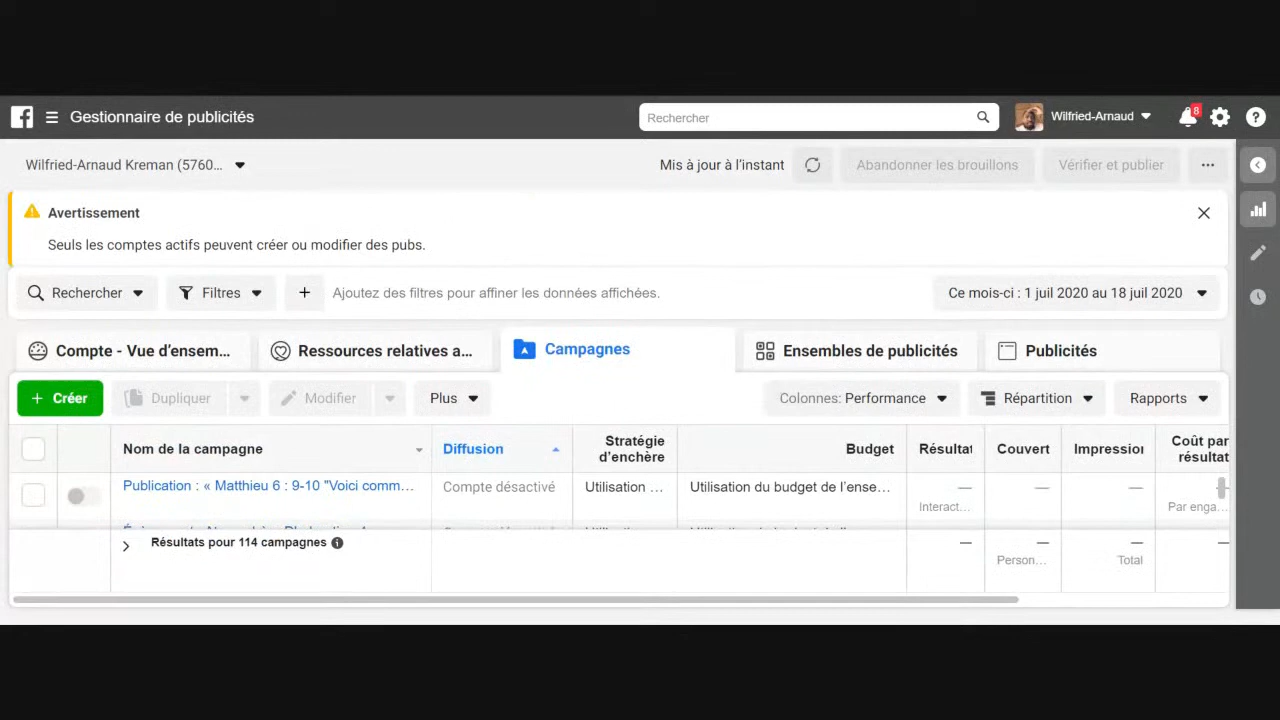 Gestionnaire de publicités
Rechercher
Wilfried-Arnaud
8
Wilfried-Arnaud Kreman (5760...
Mis à jour à l'instant
Abandonner les brouillons
Vérifier et publier
Avertissement
Seuls les comptes actifs peuvent créer ou modifier des pubs.
Rechercher
Filtres
Ajoutez des filtres pour affiner les données affichées.
Ce mois-ci : 1 juil 2020 au 18 juil 2020
Compte - Vue d'ensem...
Ressources relatives a...
Campagnes
Ensembles de publicités
Publicités
+ Créer
Dupliquer
Modifier
Plus
Colonnes: Performance
Répartition
Rapports
Nom de la campagne
Diffusion
Stratégie
d'enchère
Budget
Résultat
Couvert
Impression
Coût par
résultat
Publication : « Matthieu 6 : 9-10 "Voici comm...
Compte désactivé
Utilisation ...
Utilisation du budget de l'ense...
—
—
—
—
Interact...
Par enga...
Résultats pour 114 campagnes
—
—
—
—
Person...
Total